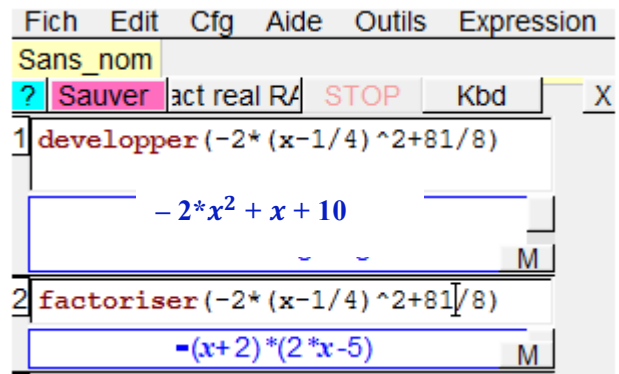 Fich Edit Cfg Aide Outils Expression
Sans_nom
? Sauver act real RA STOP Kbd X
1 developper(-2*(x-1/4)^2+81/8)
– 2*x² + x + 10
M
2 factoriser(-2*(x-1/4)^2+81/8)
-(x+2)*(2*x-5)
M